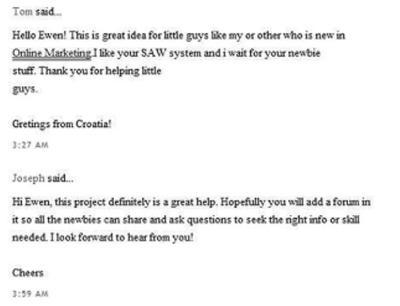 Tom said...
Hello Ewen! This is great idea for little guys like my or other who is new in
Online Marketing.I like your SAW system and i wait for your newbie
stuff. Thank you for helping little
guys.
Gretings from Croatia!
3:27 AM
Joseph said...
Hi Ewen, this project definitely is a great help. Hopefully you will add a forum in
it so all the newbies can share and ask questions to seek the right info or skill
needed. I look forward to hear from you!
Cheers
3:59 AM